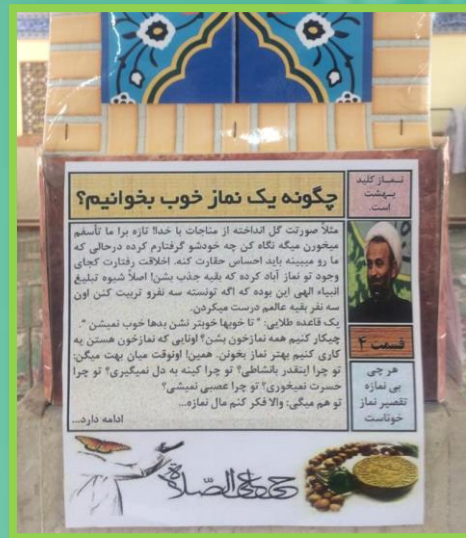 نماز کلید
بهشت
است.
چگونه یک نماز خوب بخوانیم؟
مثلاً صورتت گل انداخته از مناجات با خدا! تازه برا ما تأسفم
میخورن میگه نگاه کن چه خودشو گرفتارم کرده درحالی که
ما رو میبینه باید احساس حقارت کنه. اخلاقت رفتارت کجای
وجود تو نماز آباد کرده که بقیه جذب بشن! اصلاً شیوه تبلیغ
انبیاء الهی این بوده که اگه تونسته سه نفرو تربیت کنن اون
سه نفر بقیه عالمم درست میکردن.
یک قاعده طلایی: " تا خوبها خوبتر نشن بدها خوب نمیشن ".
چیکار کنیم همه نمازخون بشن؟ اونایی که نمازخون هستن یه
کاری کنیم بهتر نماز بخونن. همین! اونوقت میان بهت میگن:
تو چرا اینقدر بانشاطی؟ تو چرا کینه به دل نمیگیری؟ تو چرا
حسرت نمیخوری؟ تو چرا عصبی نمیشی؟
تو هم میگی: والا فکر کنم مال نمازه...
ادامه دارد...
قسمت ۴
هر چی
بی نمازه
تقصیر نماز
خوناست
حی علی الصلاة